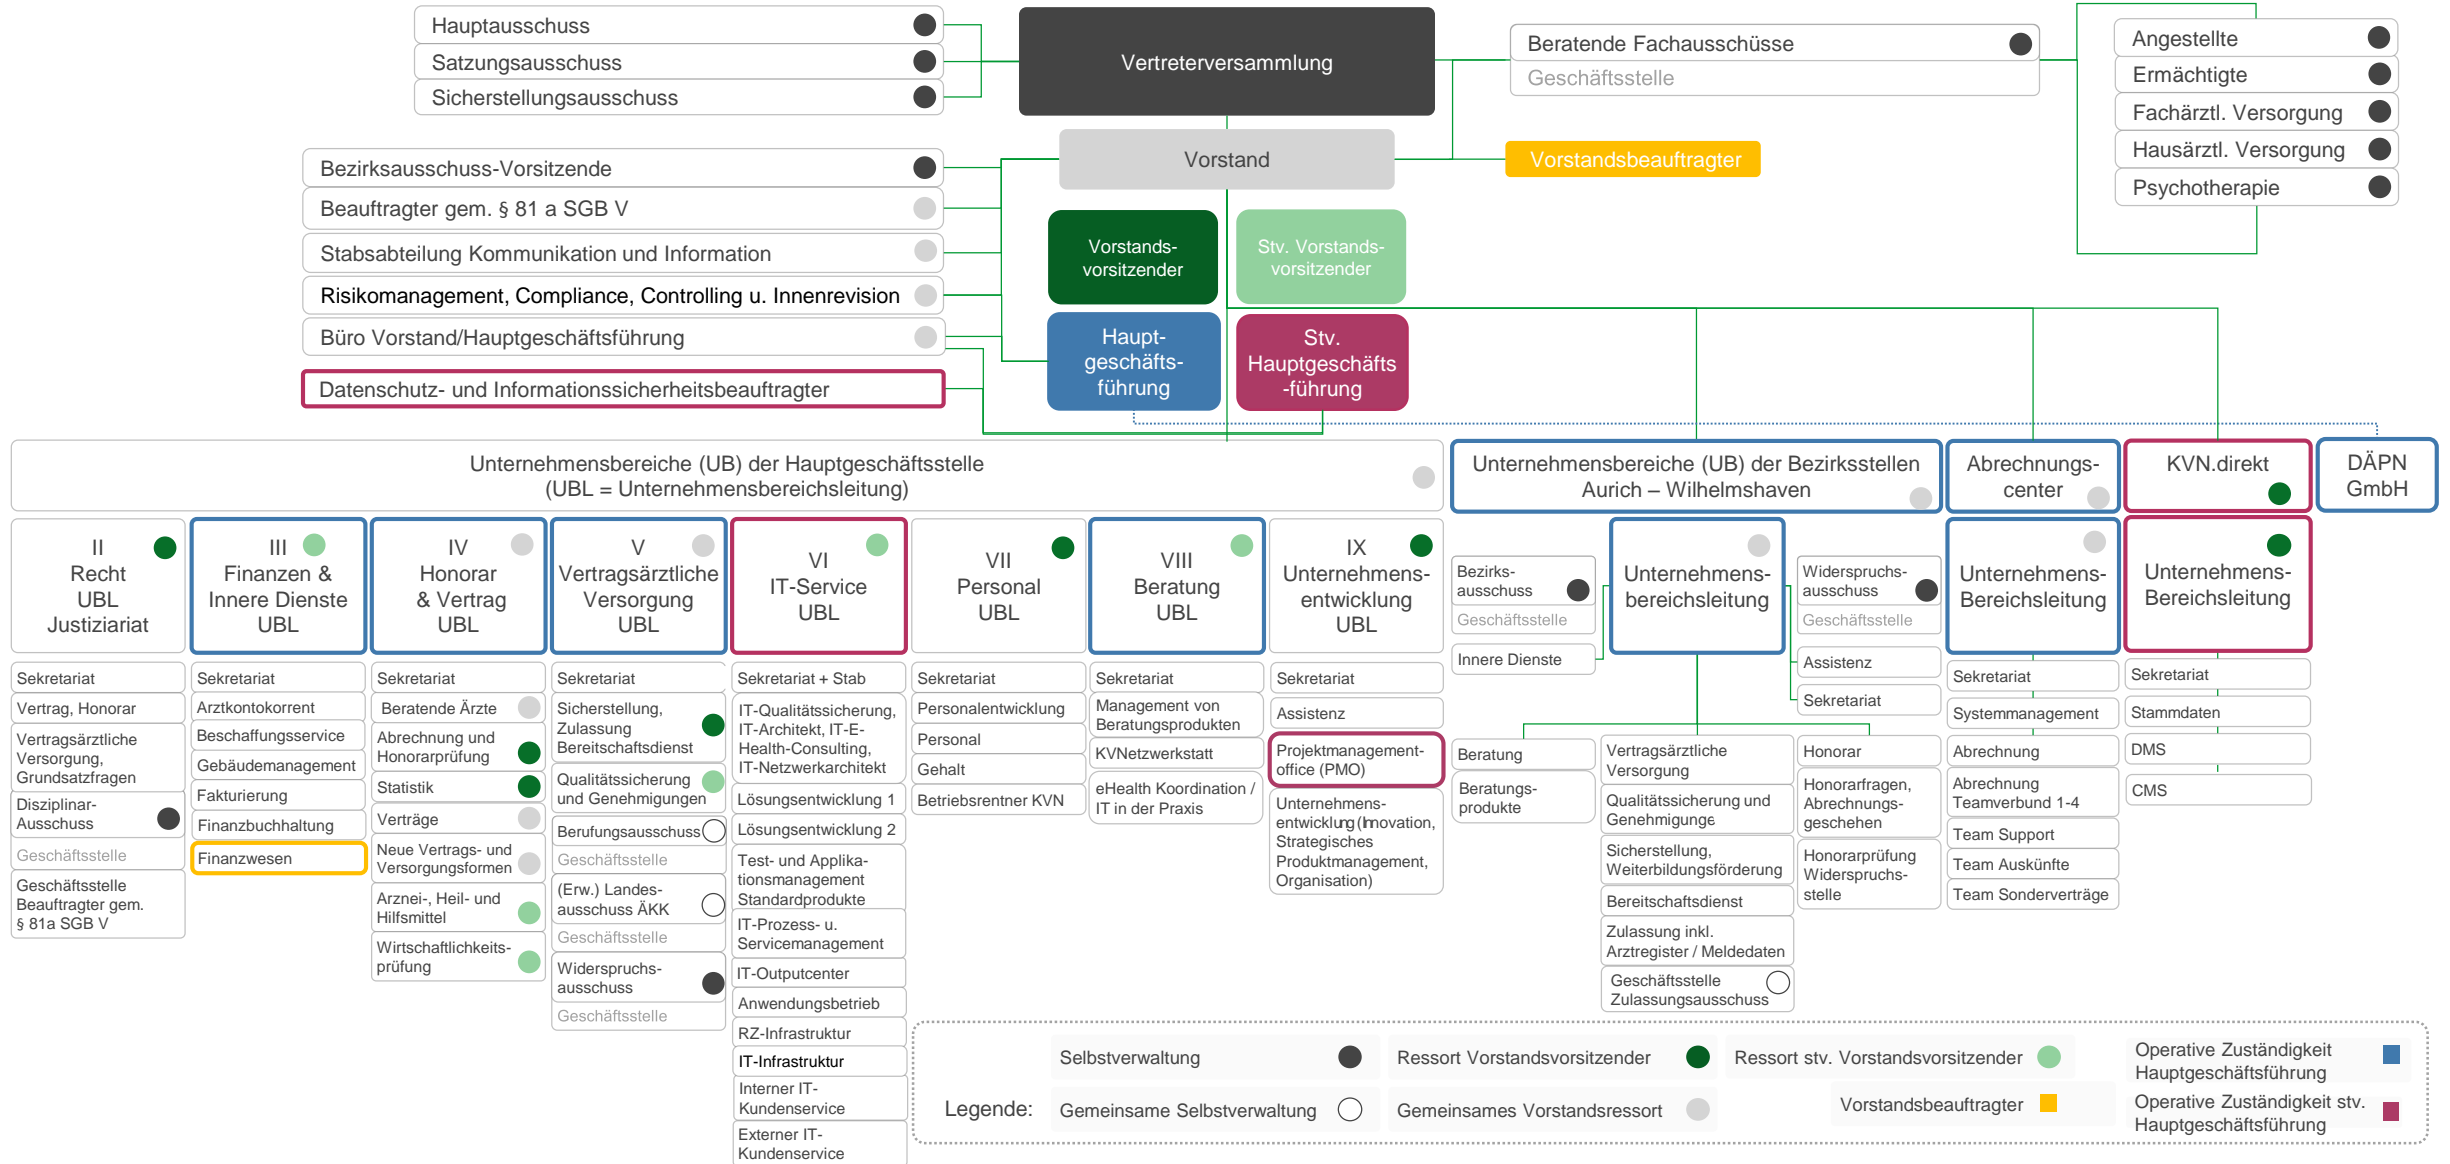 Hauptausschuss
Satzungsausschuss
Sicherstellungsausschuss
Vertreterversammlung
Beratende Fachausschüsse
Geschäftsstelle
Angestellte
Ermächtigte
Fachärztl. Versorgung
Hausärztl. Versorgung
Psychotherapie
Vorstand
Vorstandsbeauftragter
Bezirksausschuss-Vorsitzende
Beauftragter gem. § 81 a SGB V
Stabsabteilung Kommunikation und Information
Risikomanagement, Compliance, Controlling u. Innenrevision
Büro Vorstand/Hauptgeschäftsführung
Datenschutz- und Informationssicherheitsbeauftragter
Vorstands-
vorsitzender
Stv. Vorstands-
vorsitzender
Haupt-
geschäfts-
führung
Stv.
Hauptgeschäfts
-führung
Unternehmensbereiche (UB) der Hauptgeschäftsstelle
(UBL = Unternehmensbereichsleitung)
Unternehmensbereiche (UB) der Bezirksstellen
Aurich – Wilhelmshaven
Abrechnungs-
center
KVN.direkt
DÄPN
GmbH
II
Recht
UBL
Justiziariat
Sekretariat
Vertrag, Honorar
Vertragsärztliche
Versorgung,
Grundsatzfragen
Disziplinar-
Ausschuss
Geschäftsstelle
Geschäftsstelle
Beauftragter gem.
§ 81a SGB V
III
Finanzen &
Innere Dienste
UBL
Sekretariat
Arztkontokorrent
Beschaffungsservice
Gebäudemanagement
Fakturierung
Finanzbuchhaltung
Finanzwesen
IV
Honorar
& Vertrag
UBL
Sekretariat
Beratende Ärzte
Abrechnung und
Honorarprüfung
Statistik
Verträge
Neue Vertrags- und
Versorgungsformen
Arznei-, Heil- und
Hilfsmittel
Wirtschaftlichkeits-
prüfung
V
Vertragsärztliche
Versorgung
UBL
Sekretariat
Sicherstellung,
Zulassung
Bereitschaftsdienst
Qualitätssicherung
und Genehmigungen
Berufungsausschuss
Geschäftsstelle
(Erw.) Landes-
ausschuss ÄKK
Geschäftsstelle
Widerspruchs-
ausschuss
Geschäftsstelle
VI
IT-Service
UBL
Sekretariat + Stab
IT-Qualitätssicherung,
IT-Architekt, IT-E-
Health-Consulting,
IT-Netzwerkarchitekt
Lösungsentwicklung 1
Lösungsentwicklung 2
Test- und Applika-
tionsmanagement
Standardprodukte
IT-Prozess- u.
Servicemanagement
IT-Outputcenter
Anwendungsbetrieb
RZ-Infrastruktur
IT-Infrastruktur
Interner IT-
Kundenservice
Externer IT-
Kundenservice
VII
Personal
UBL
Sekretariat
Personalentwicklung
Personal
Gehalt
Betriebsrentner KVN
VIII
Beratung
UBL
Sekretariat
Management von
Beratungsprodukten
KVNetzwerkstatt
eHealth Koordination /
IT in der Praxis
IX
Unternehmens-
entwicklung
UBL
Sekretariat
Assistenz
Projektmanagement-
office (PMO)
Unternehmens-
entwicklung (Innovation,
Strategisches
Produktmanagement,
Organisation)
Bezirks-
ausschuss
Geschäftsstelle
Innere Dienste
Unternehmens-
bereichsleitung
Widerspruchs-
ausschuss
Geschäftsstelle
Assistenz
Sekretariat
Beratung
Beratungs-
produkte
Vertragsärztliche
Versorgung
Qualitätssicherung und
Genehmigunge
Sicherstellung,
Weiterbildungsförderung
Bereitschaftsdienst
Zulassung inkl.
Arztregister / Meldedaten
Geschäftsstelle
Zulassungsausschuss
Honorar
Honorarfragen,
Abrechnungs-
geschehen
Honorarprüfung
Widerspruchs-
stelle
Unternehmens-
Bereichsleitung
Sekretariat
Systemmanagement
Abrechnung
Abrechnung
Teamverbund 1-4
Team Support
Team Auskünfte
Team Sonderverträge
Unternehmens-
Bereichsleitung
Sekretariat
Stammdaten
DMS
CMS
Legende:
Selbstverwaltung
Ressort Vorstandsvorsitzender
Ressort stv. Vorstandsvorsitzender
Operative Zuständigkeit
Hauptgeschäftsführung
Gemeinsame Selbstverwaltung
Gemeinsames Vorstandsressort
Vorstandsbeauftragter
Operative Zuständigkeit stv.
Hauptgeschäftsführung